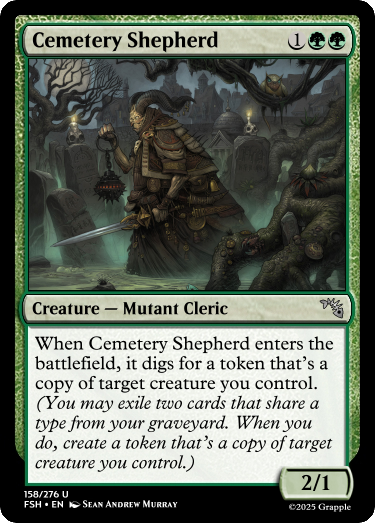 Cemetery Shepherd 1
Creature — Mutant Cleric
When Cemetery Shepherd enters the
battlefield, it digs for a token that's a
copy of target creature you control.
(You may exile two cards that share a
type from your graveyard. When you
do, create a token that's a copy of target
creature you control.)
2/1
158/276 U
FSH • EN Sean Andrew Murray
©2025 Grapple